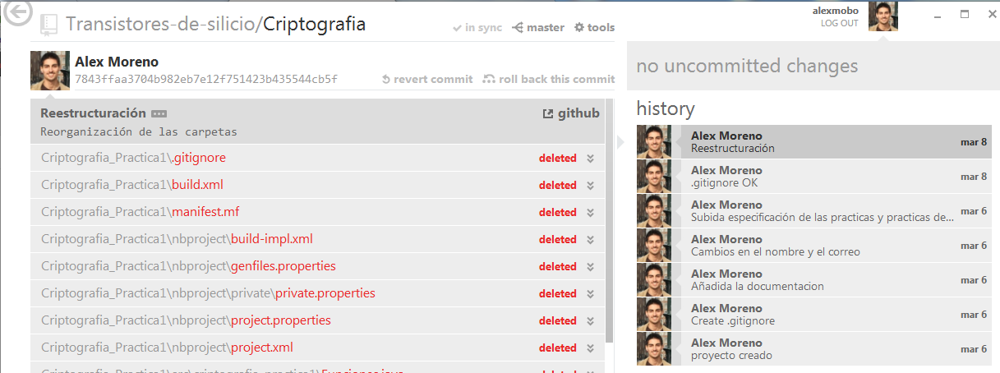 Transistores-de-silicio/Criptografia
in sync
master
tools
alexmobo
LOG OUT
Alex Moreno
7843ffaa3704b982eb7e12f751423b435544cb5f
revert commit
roll back this commit
Reestructuración
github
Reorganización de las carpetas
Criptografia_Practica1\.gitignore deleted
Criptografia_Practica1\build.xml deleted
Criptografia_Practica1\manifest.mf deleted
Criptografia_Practica1\nbproject\build-impl.xml deleted
Criptografia_Practica1\nbproject\genfiles.properties deleted
Criptografia_Practica1\nbproject\private\private.properties deleted
Criptografia_Practica1\nbproject\project.properties deleted
Criptografia_Practica1\nbproject\project.xml deleted
no uncommitted changes
history
Alex Moreno
Reestructuración
mar 8
Alex Moreno
.gitignore OK
mar 8
Alex Moreno
Subida especificación de las practicas y practicas de...
mar 6
Alex Moreno
Cambios en el nombre y el correo
mar 6
Alex Moreno
Añadida la documentacion
mar 6
Alex Moreno
Create .gitignore
mar 6
Alex Moreno
proyecto creado
mar 6